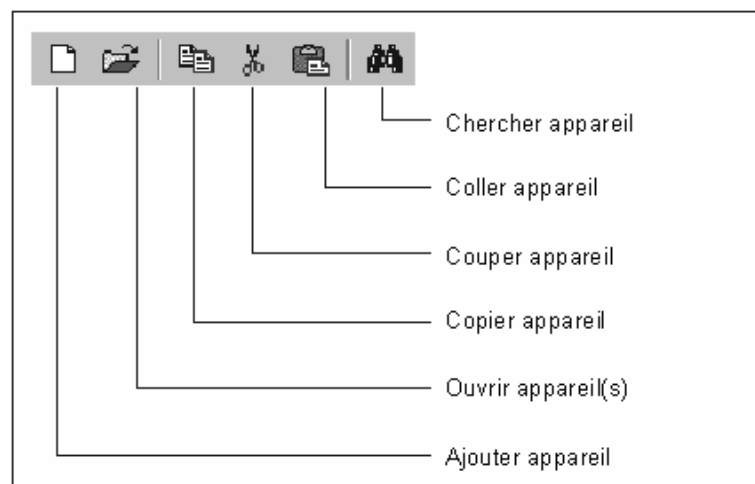 Chercher appareil
Coller appareil
Couper appareil
Copier appareil
Ouvrir appareil(s)
Ajouter appareil